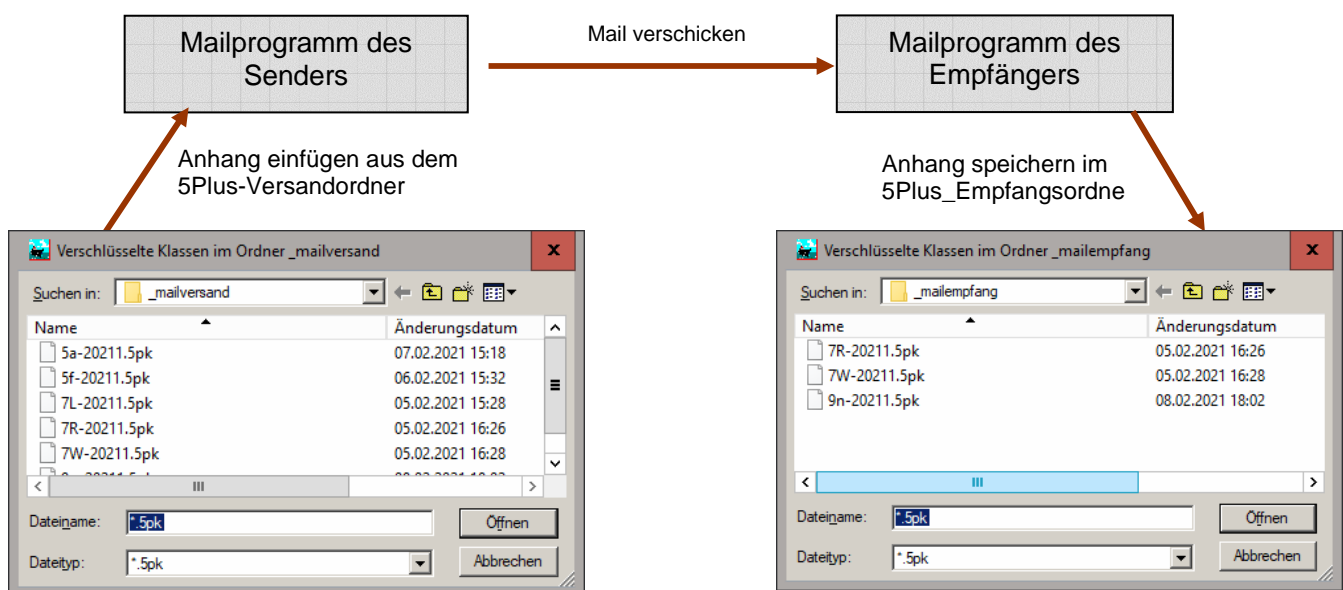 Mailprogramm des
Senders
Mail verschicken
Mailprogramm des
Empfängers
Anhang einfügen aus dem
5Plus-Versandordner
Anhang speichern im
5Plus_Empfangsordne
Verschlüsselte Klassen im Ordner _mailversand x
Suchen in: _mailversand
Name Änderungsdatum
5a-20211.5pk 07.02.2021 15:18
5f-20211.5pk 06.02.2021 15:32
7L-20211.5pk 05.02.2021 15:28
7R-20211.5pk 05.02.2021 16:26
7W-20211.5pk 05.02.2021 16:28
Dateiname: *.5pk Öffnen
Dateityp: *.5pk Abbrechen
Verschlüsselte Klassen im Ordner _mailempfang x
Suchen in: _mailempfang
Name Änderungsdatum
7R-20211.5pk 05.02.2021 16:26
7W-20211.5pk 05.02.2021 16:28
9n-20211.5pk 08.02.2021 18:02
Dateiname: *.5pk Öffnen
Dateityp: *.5pk Abbrechen